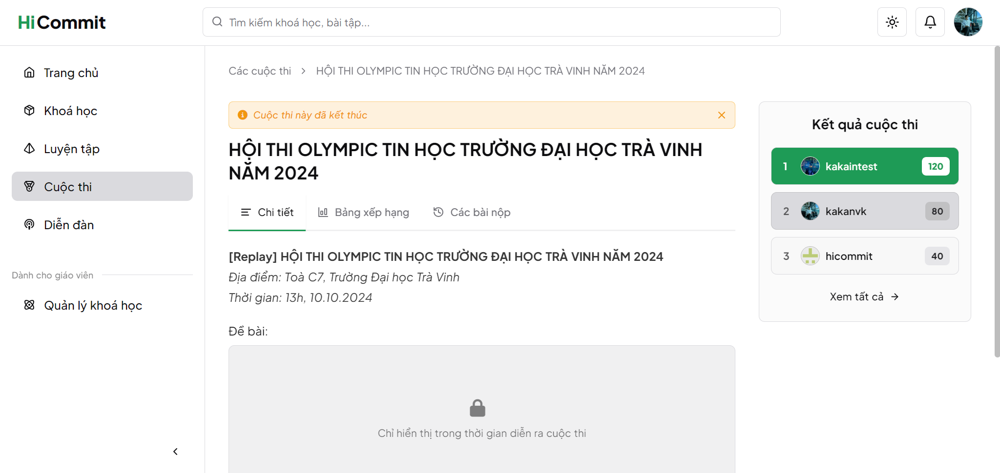 HiCommit
Tìm kiếm khoá học, bài tập...
Trang chủ
Khoá học
Luyện tập
Cuộc thi
Diễn đàn
Dành cho giáo viên
Quản lý khoá học
Các cuộc thi > HỘI THI OLYMPIC TIN HỌC TRƯỜNG ĐẠI HỌC TRÀ VINH NĂM 2024
Cuộc thi này đã kết thúc
HỘI THI OLYMPIC TIN HỌC TRƯỜNG ĐẠI HỌC TRÀ VINH
NĂM 2024
Chi tiết Bảng xếp hạng Các bài nộp
[Replay] HỘI THI OLYMPIC TIN HỌC TRƯỜNG ĐẠI HỌC TRÀ VINH NĂM 2024
Địa điểm: Toà C7, Trường Đại học Trà Vinh
Thời gian: 13h, 10.10.2024
Đề bài:
Chỉ hiển thị trong thời gian diễn ra cuộc thi
Kết quả cuộc thi
1 kakaintest 120
2 kakanvk 80
3 hicommit 40
Xem tất cả →